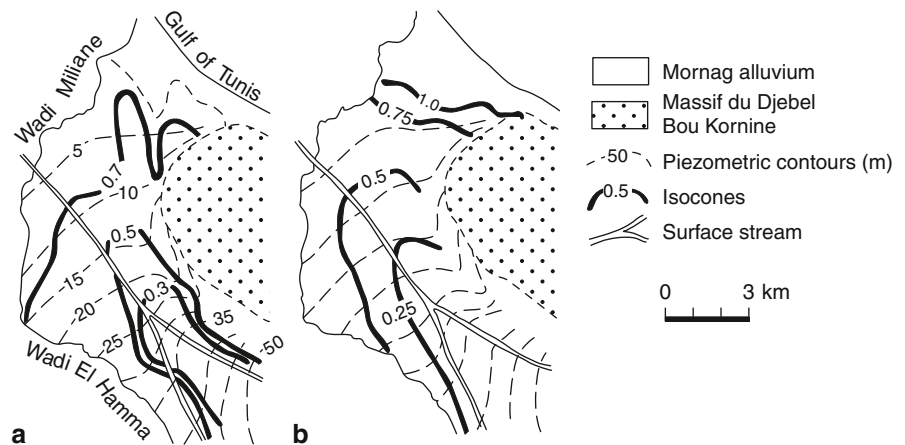 Wadi Miliane
Gulf of Tunis
5
0.7
10
0.5
15
0.3
20
35
25
50
Wadi El Hamma
a
1.0
0.75
0.5
0.25
b
Mornag alluvium
Massif du Djebel
Bou Kornine
50 Piezometric contours (m)
0.5 Isocones
Surface stream
0 3 km